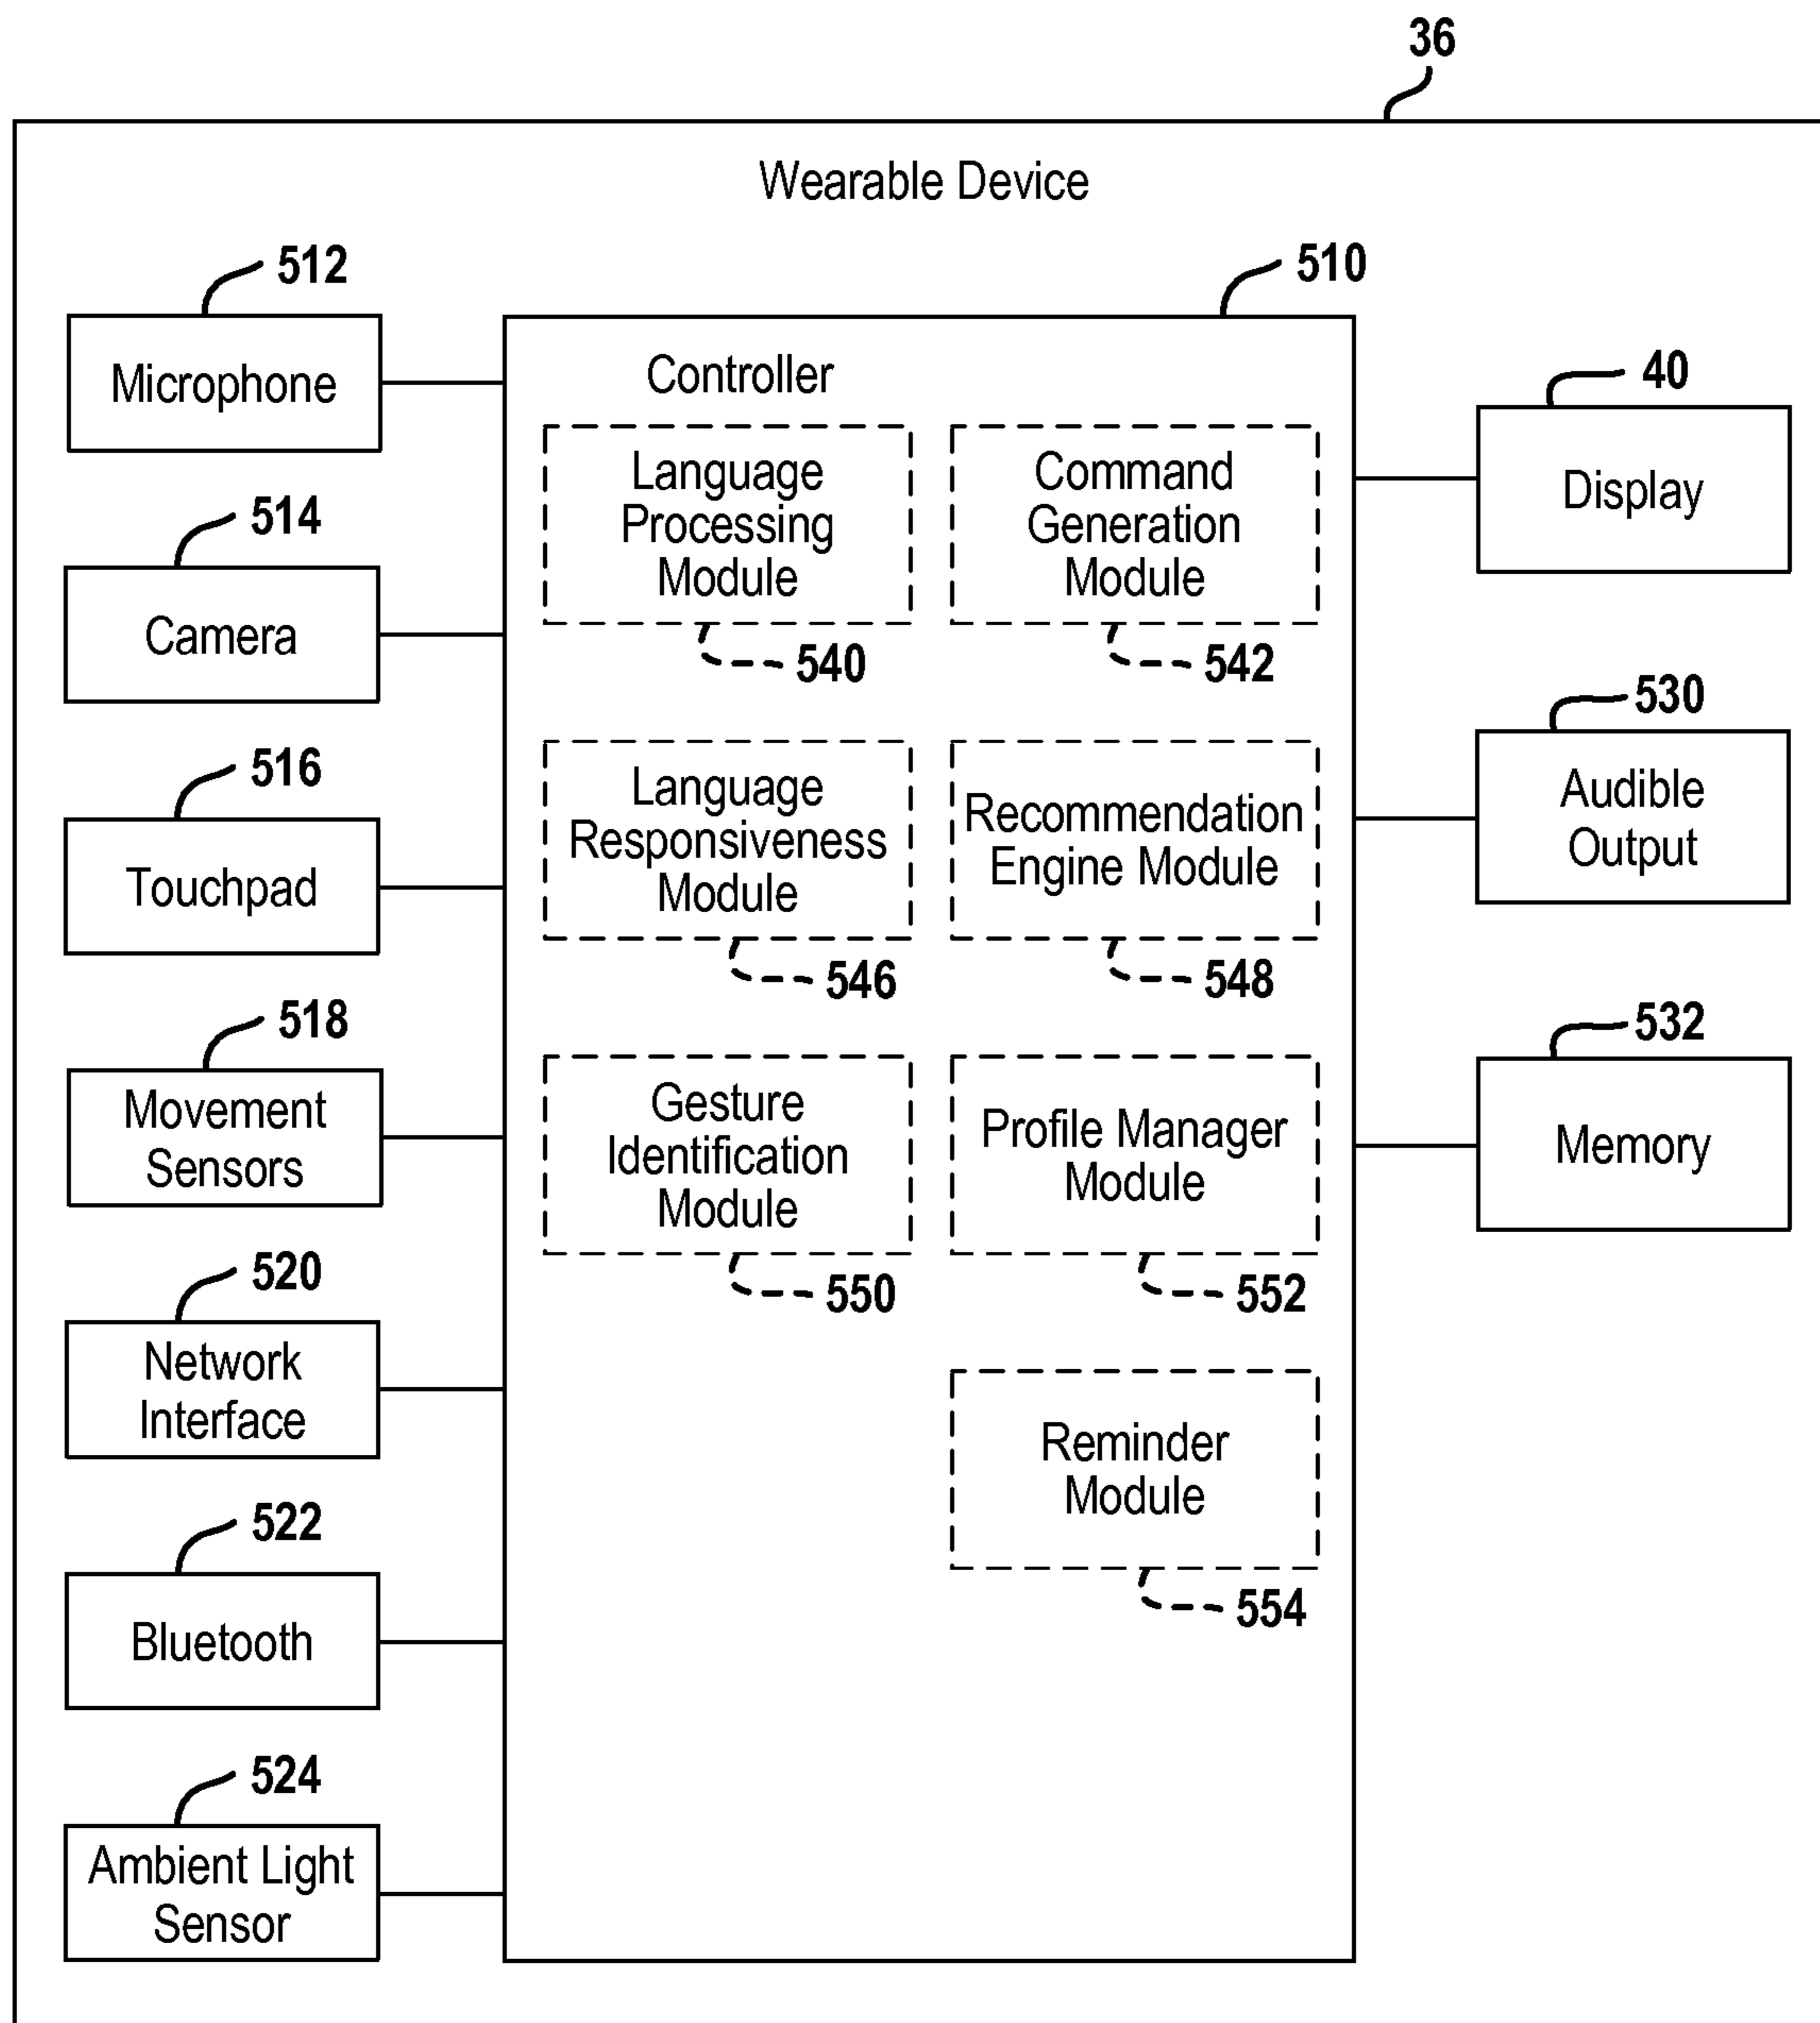 36
Wearable Device
512
510
Microphone
Controller
40
Display
Language
Processing
Module
Command
Generation
Module
514
Camera
540
542
530
Audible
Output
516
Touchpad
Language
Responsiveness
Module
Recommendation
Engine Module
546
548
518
Movement
Sensors
532
Memory
Gesture
Identification
Module
Profile Manager
Module
520
550
552
Network
Interface
Reminder
Module
522
Bluetooth
554
524
Ambient Light
Sensor